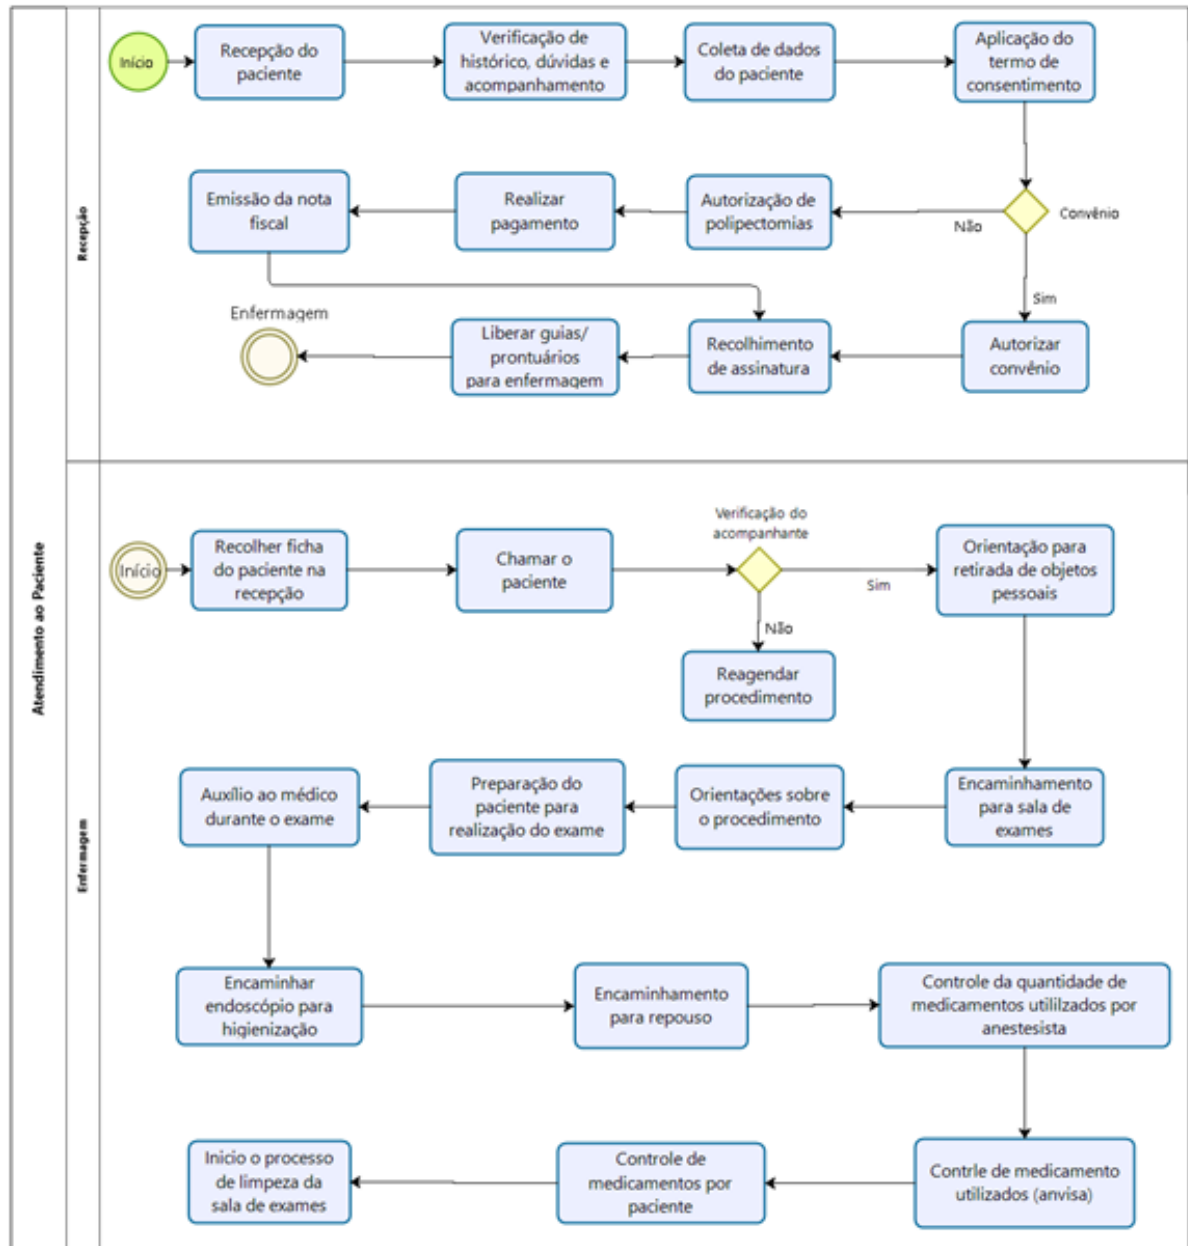 Atendimento ao Paciente
Recepção
Início
Recepção do
paciente
Verificação de
histórico, dúvidas e
acompanhamento
Coleta de dados
do paciente
Aplicação do
termo de
consentimento
Convênio
Não
Sim
Autorização de
polipectomias
Realizar
pagamento
Emissão da nota
fiscal
Autorizar
convênio
Recolhimento
de assinatura
Liberar guias/
prontuários
para enfermagem
Enfermagem
Enfermagem
Início
Recolher ficha
do paciente na
recepção
Chamar o
paciente
Verificação do
acompanhante
Sim
Não
Orientação para
retirada de objetos
pessoais
Reagendar
procedimento
Encaminhamento
para sala de
exames
Orientações sobre
o procedimento
Preparação do
paciente para
realização do exame
Auxílio ao médico
durante o exame
Encaminhar
endoscópio para
higienização
Encaminhamento
para repouso
Controle da quantidade de
medicamentos utililzados por
anestesista
Contrle de medicamento
utilizados (anvisa)
Controle de
medicamentos por
paciente
Inicio o processo
de limpeza da
sala de exames